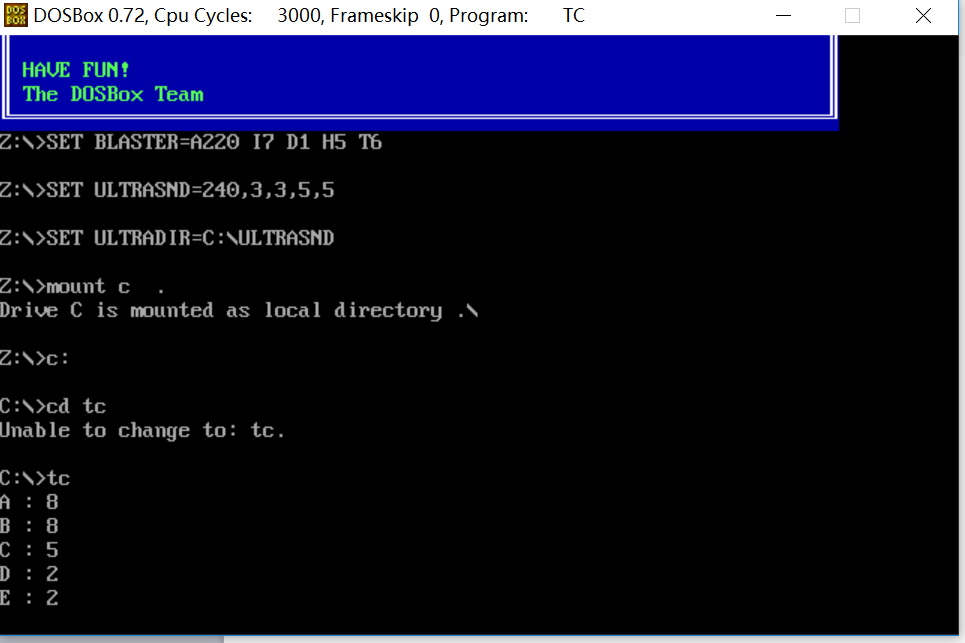 DOS BOX
DOSBox 0.72, Cpu Cycles: 3000, Frameskip 0, Program: TC
HAVE FUN!
The DOSBox Team
Z:\>SET BLASTER=A220 I7 D1 H5 T6
Z:\>SET ULTRASND=240,3,3,5,5
Z:\>SET ULTRADIR=C:\ULTRASND
Z:\>mount c  .
Drive C is mounted as local directory .\
Z:\>c:
C:\>cd tc
Unable to change to: tc.
C:\>tc
A : 8
B : 8
C : 5
D : 2
E : 2